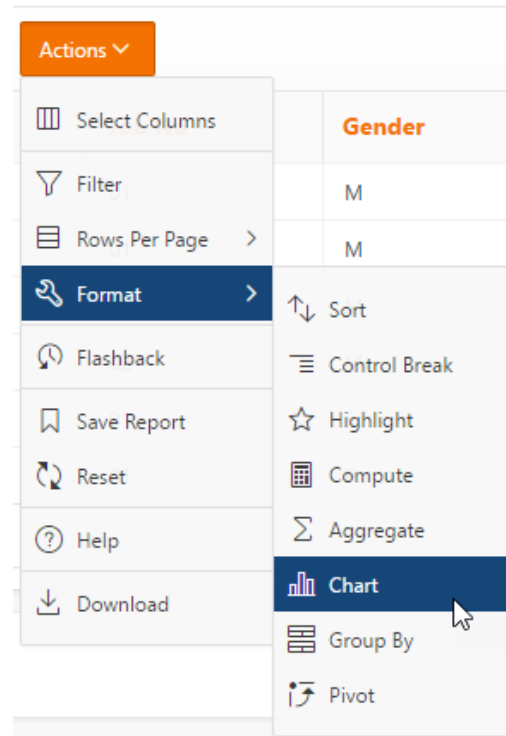 Actions
Select Columns
Gender
Filter
M
Rows Per Page
M
Format
Sort
Flashback
Control Break
Save Report
Highlight
Reset
Compute
Help
Aggregate
Download
Chart
Group By
Pivot